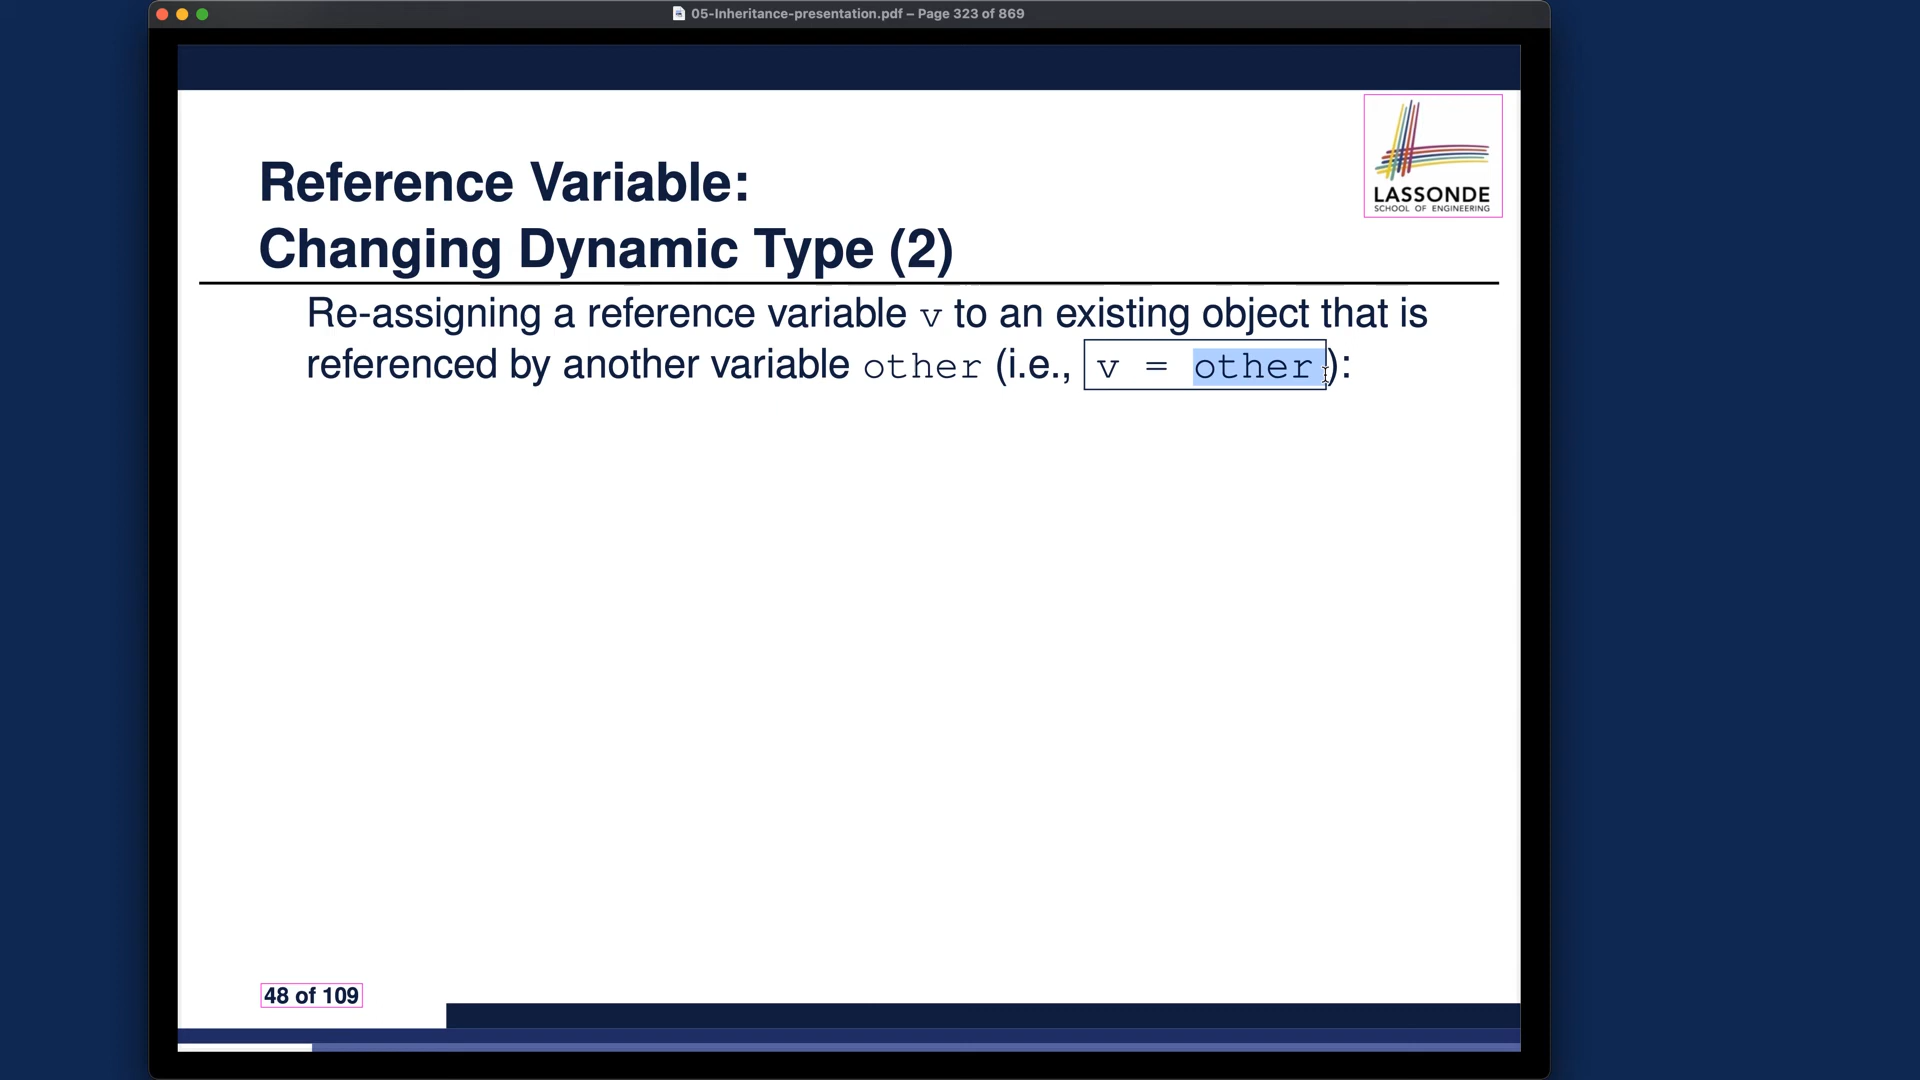 05-Inheritance-presentation.pdf – Page 323 of 869
LASSONDE
SCHOOL OF ENGINEERING
Reference Variable:
Changing Dynamic Type (2)
Re-assigning a reference variable v to an existing object that is
referenced by another variable other (i.e., v = other ):
48 of 109